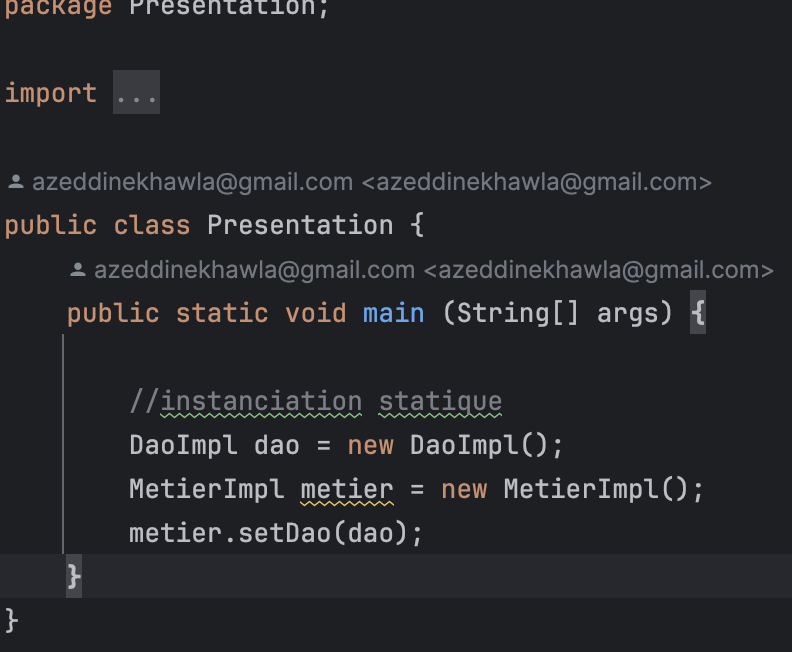 package Presentation;
import ...
azeddinekhawla@gmail.com <azeddinekhawla@gmail.com>
public class Presentation {
azeddinekhawla@gmail.com <azeddinekhawla@gmail.com>
public static void main (String[] args) {
//instanciation statique
DaoImpl dao = new DaoImpl();
MetierImpl metier = new MetierImpl();
metier.setDao(dao);
}
}